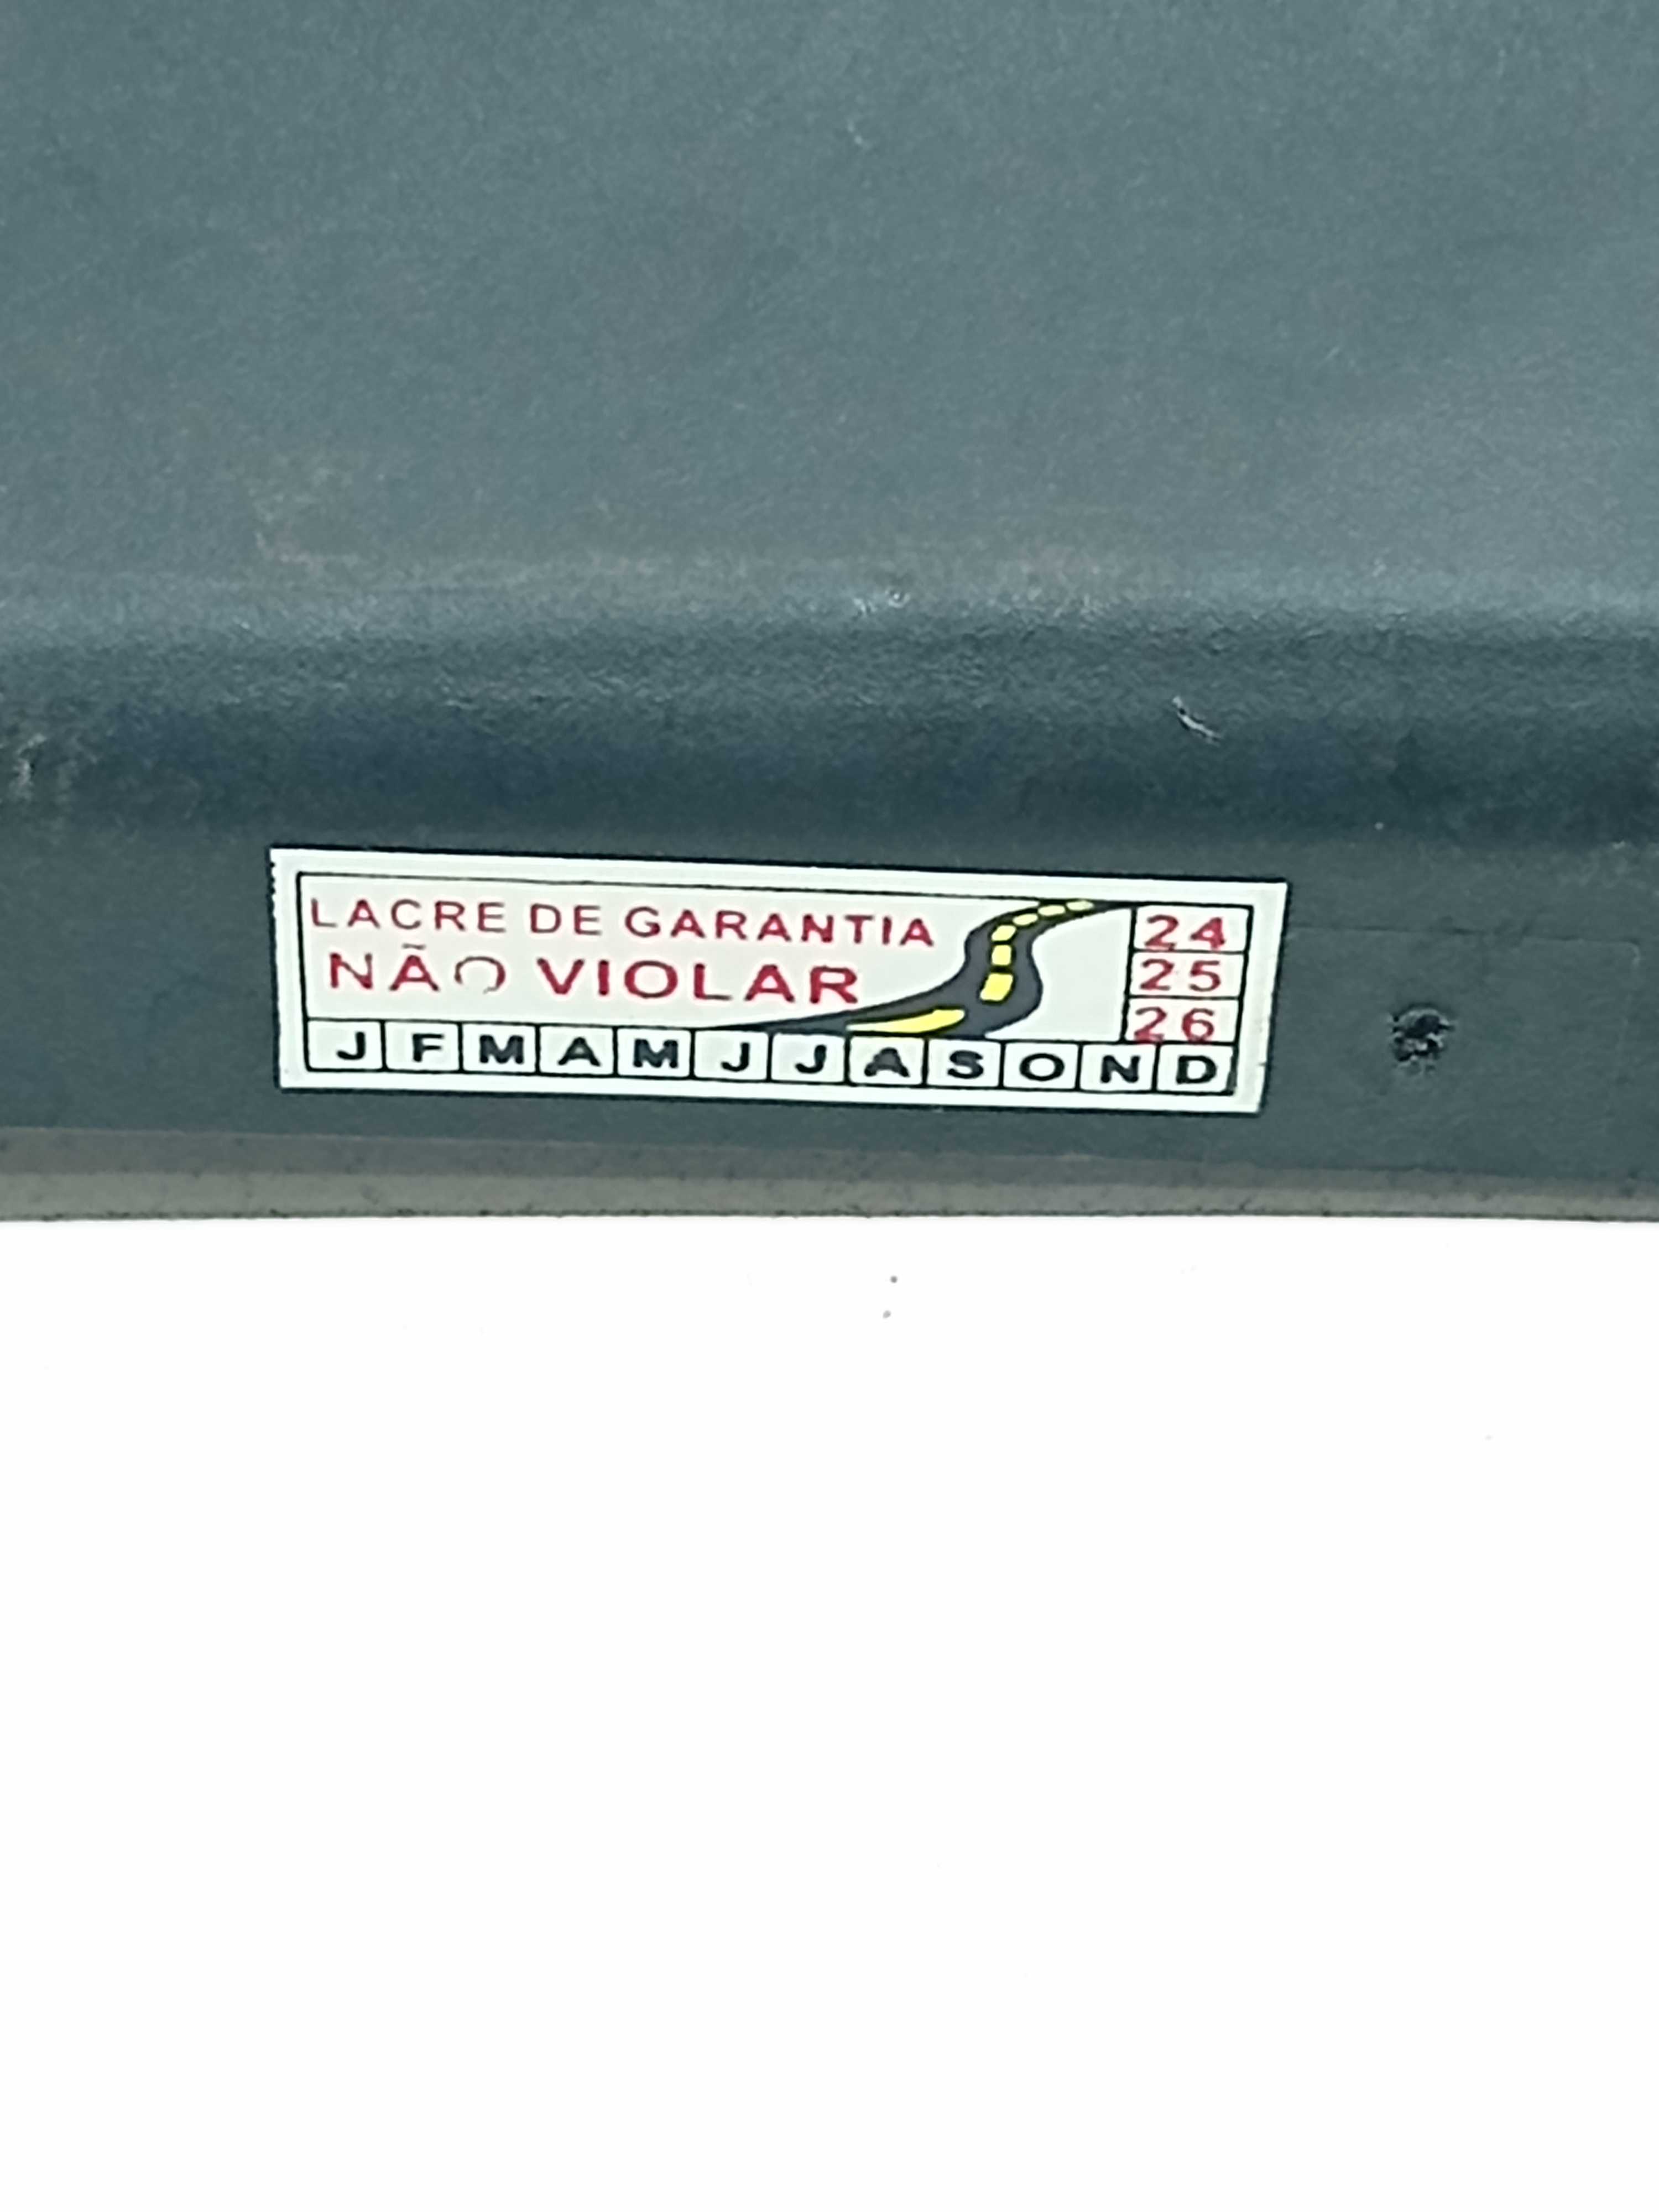 LACRE DE GARANTIA
NÃO VIOLAR
24
25
26
J F M A M J J A S O N D